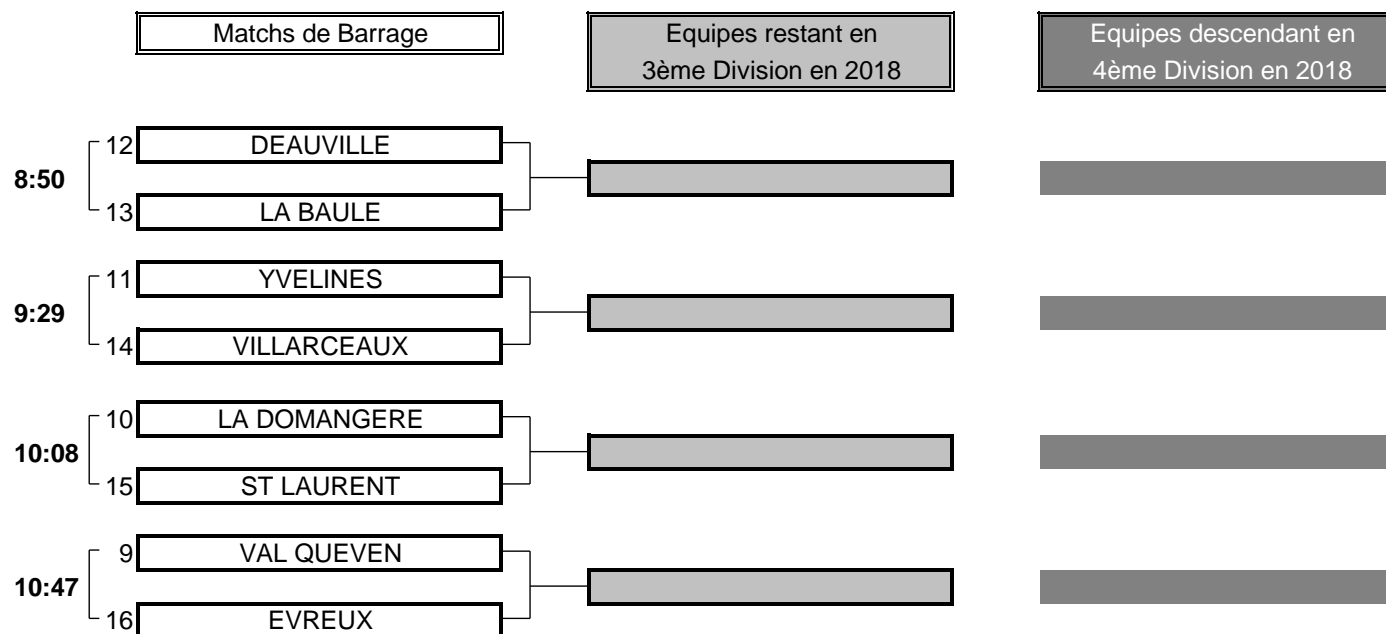 Matchs de Barrage
Equipes restant en
3ème Division en 2018
Equipes descendant en
4ème Division en 2018
12 DEAUVILLE
8:50
13 LA BAULE
11 YVELINES
9:29
14 VILLARCEAUX
10 LA DOMANGERE
10:08
15 ST LAURENT
9 VAL QUEVEN
10:47
16 EVREUX